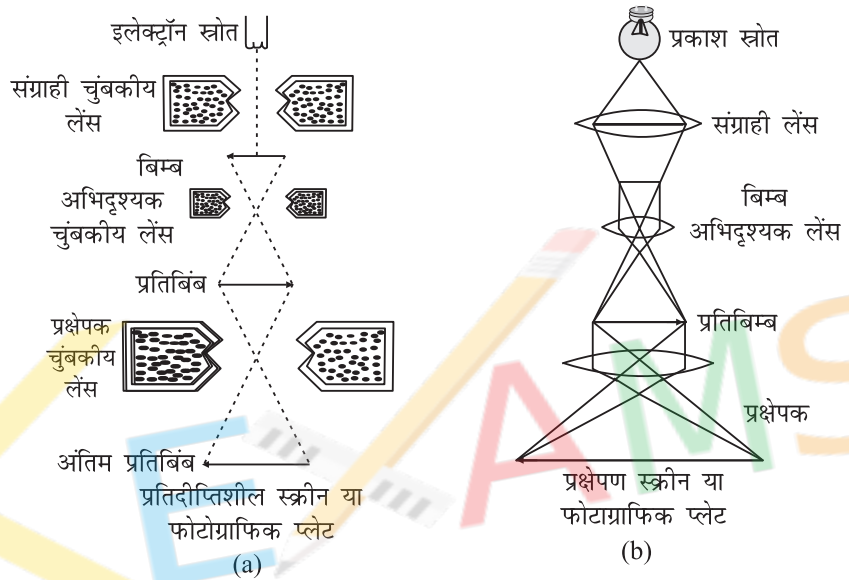 इलेक्ट्रॉन स्रोत
संग्राही चुंबकीय
लेंस
बिम्ब
अभिदृश्यक
चुंबकीय लेंस
प्रतिबिंब
प्रक्षेपक
चुंबकीय
लेंस
अंतिम प्रतिबिंब
प्रतिदीप्तिशील स्क्रीन या
फोटोग्राफिक प्लेट
(a)
प्रकाश स्रोत
संग्राही लेंस
बिम्ब
अभिदृश्यक लेंस
प्रतिबिम्ब
प्रक्षेपक
प्रक्षेपण स्क्रीन या
फोटाग्राफिक प्लेट
(b)
EXAMS